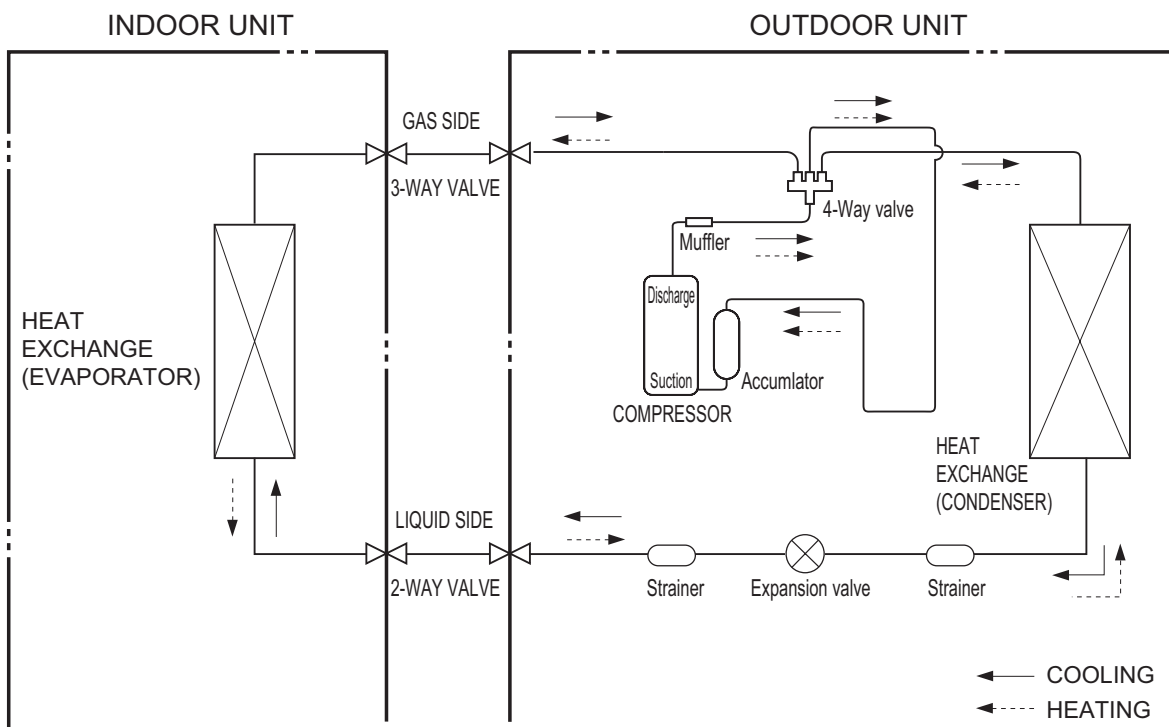 INDOOR UNIT
OUTDOOR UNIT
GAS SIDE
3-WAY VALVE
4-Way valve
Muffler
Discharge
Suction
Accumlator
COMPRESSOR
HEAT
EXCHANGE
(EVAPORATOR)
HEAT
EXCHANGE
(CONDENSER)
LIQUID SIDE
2-WAY VALVE
Strainer
Expansion valve
Strainer
COOLING
HEATING